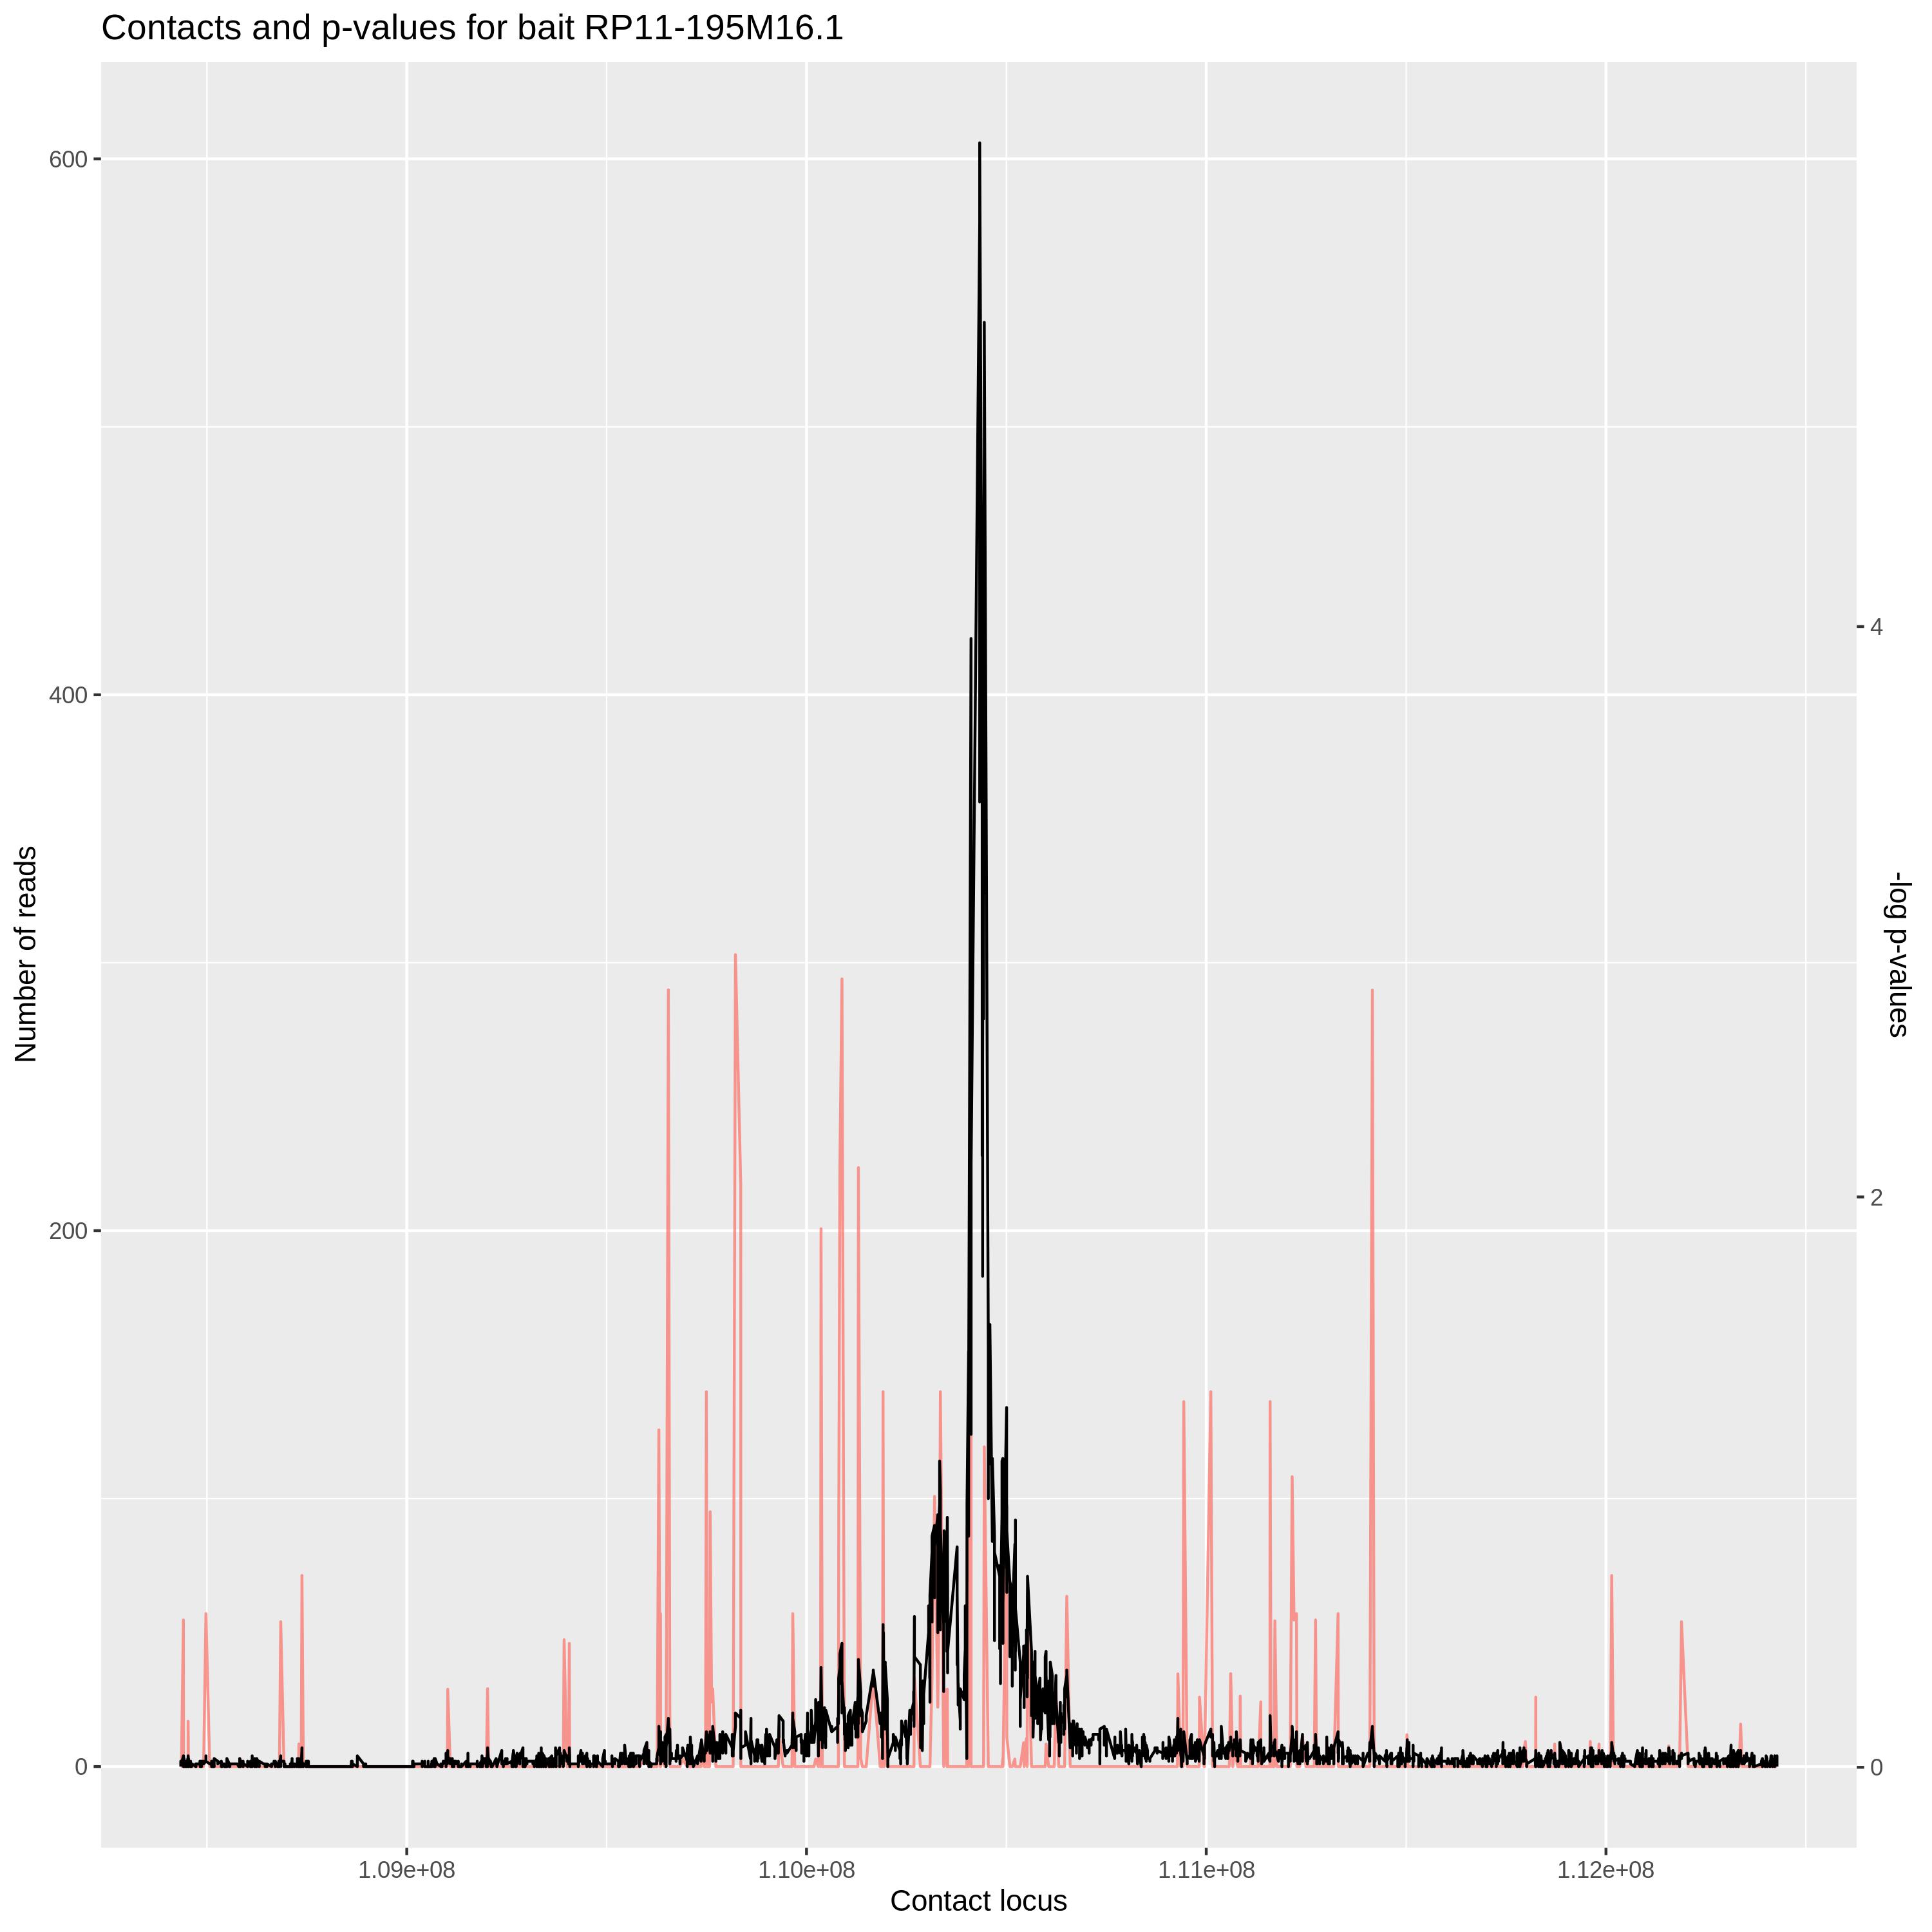 Contacts and p-values for bait RP11-195M16.1
600
400
200
0
Number of reads
4
2
0
-log p-values
1.09e+08
1.10e+08
1.11e+08
1.12e+08
Contact locus